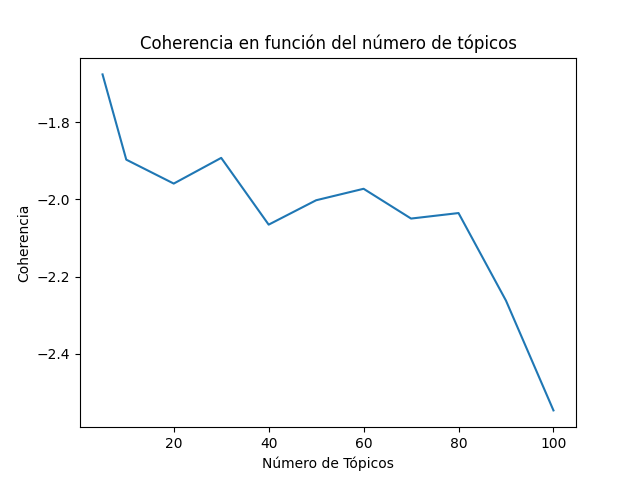 Coherencia en función del número de tópicos
−1.8
−2.0
−2.2
−2.4
Coherencia
20 40 60 80 100
Número de Tópicos